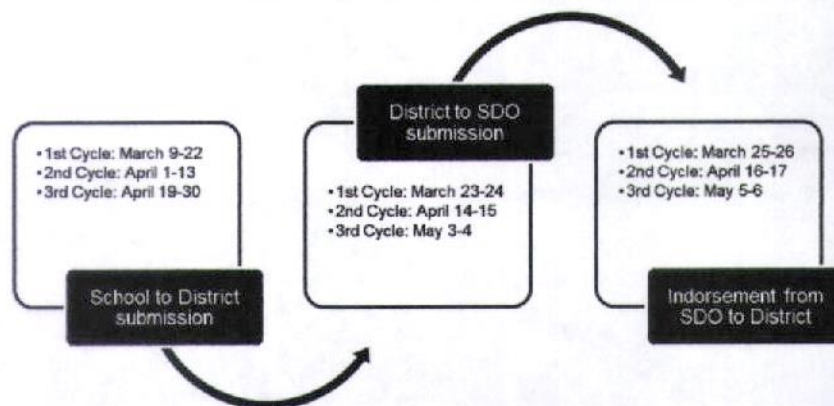 • 1st Cycle: March 9-22
• 2nd Cycle: April 1-13
• 3rd Cycle: April 19-30
School to District
submission
District to SDO
submission
• 1st Cycle: March 23-24
• 2nd Cycle: April 14-15
• 3rd Cycle: May 3-4
• 1st Cycle: March 25-26
• 2nd Cycle: April 16-17
• 3rd Cycle: May 5-6
Indorsement from
SDO to District